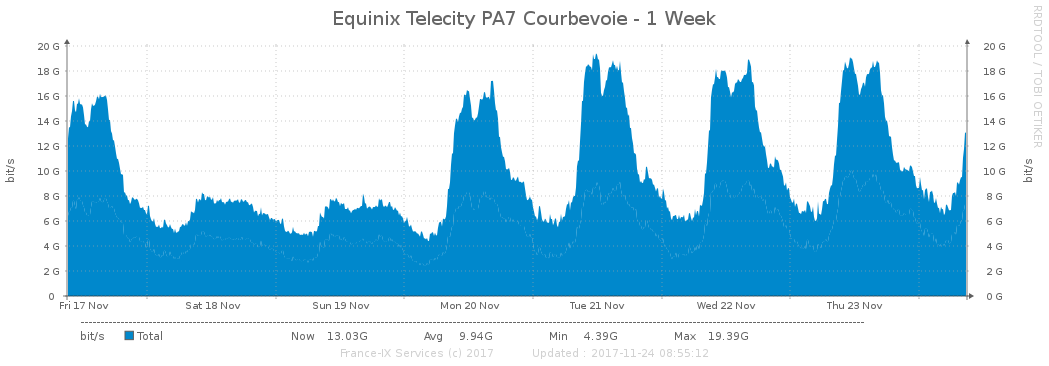 Equinix Telecity PA7 Courbevoie - 1 Week
RRDTOOL / TOBI OETIKER
bit/s
20 G 20 G
18 G 18 G
16 G 16 G
14 G 14 G
12 G 12 G
10 G 10 G
8 G 8 G
6 G 6 G
4 G 4 G
2 G 2 G
0 0 G
bit/s
Fri 17 Nov Sat 18 Nov Sun 19 Nov Mon 20 Nov Tue 21 Nov Wed 22 Nov Thu 23 Nov
bit/s Total Now 13.03G Avg 9.94G Min 4.39G Max 19.39G
France-IX Services (c) 2017 Updated : 2017-11-24 08:55:12